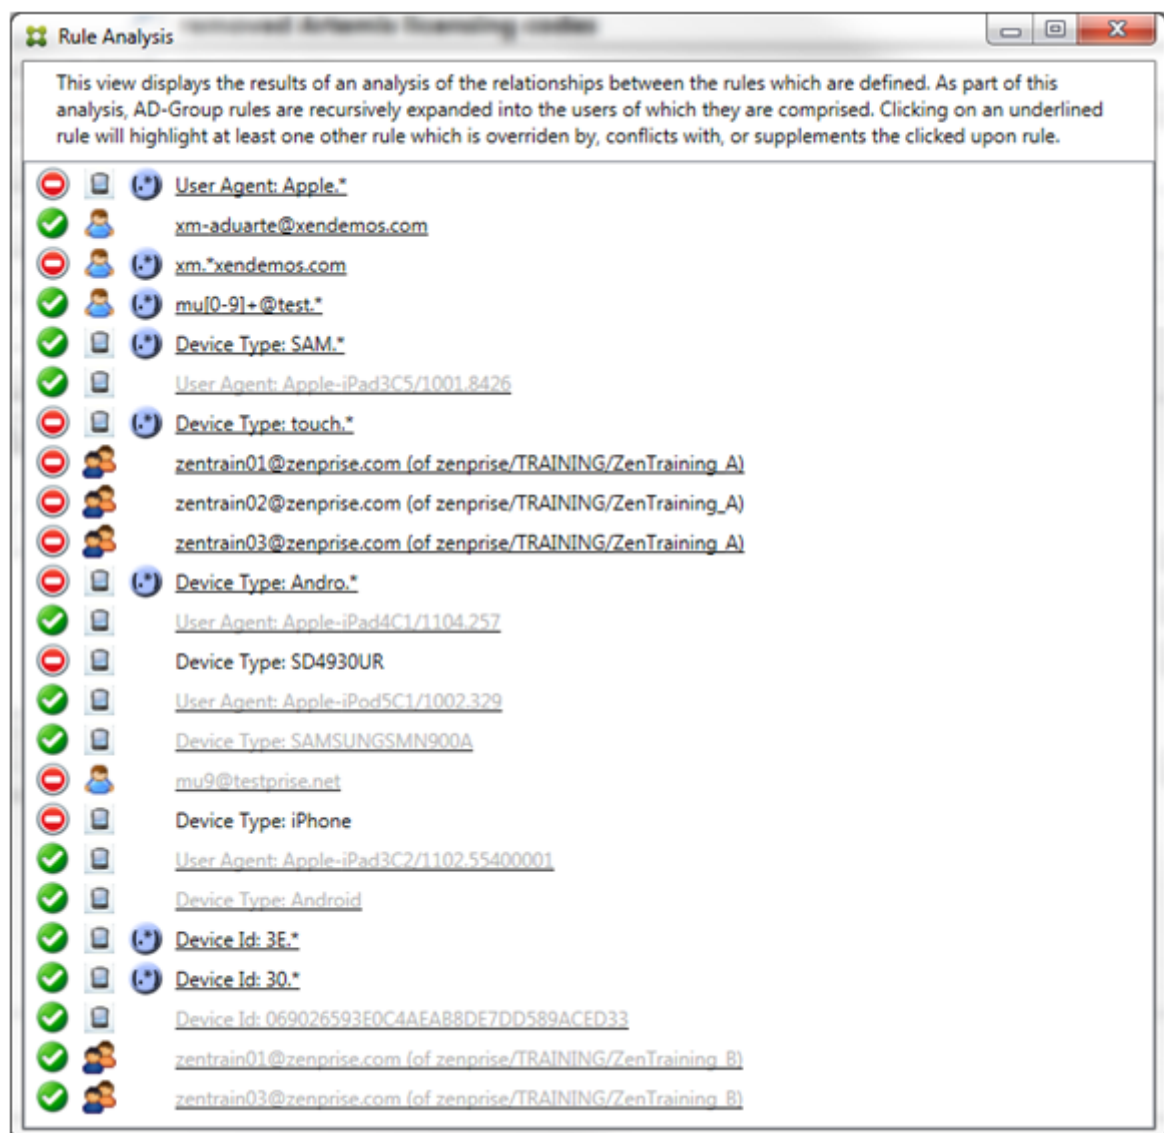 removed Artemis licensing codes
Rule Analysis
This view displays the results of an analysis of the relationships between the rules which are defined. As part of this
analysis, AD-Group rules are recursively expanded into the users of which they are comprised. Clicking on an underlined
rule will highlight at least one other rule which is overriden by, conflicts with, or supplements the clicked upon rule.
(.*) User Agent: Apple.*
xm-aduarte@xendemos.com
(.*) xm.*xendemos.com
(.*) mu[0-9]+@test.*
(.*) Device Type: SAM.*
User Agent: Apple-iPad3C5/1001.8426
(.*) Device Type: touch.*
zentrain01@zenprise.com (of zenprise/TRAINING/ZenTraining_A)
zentrain02@zenprise.com (of zenprise/TRAINING/ZenTraining_A)
zentrain03@zenprise.com (of zenprise/TRAINING/ZenTraining_A)
(.*) Device Type: Andro.*
User Agent: Apple-iPad4C1/1104.257
Device Type: SD4930UR
User Agent: Apple-iPod5C1/1002.329
Device Type: SAMSUNGSMN900A
mu9@testprise.net
Device Type: iPhone
User Agent: Apple-iPad3C2/1102.55400001
Device Type: Android
(.*) Device Id: 3E.*
(.*) Device Id: 30.*
Device Id: 069026593E0C4AEAB8DE7DD589ACED33
zentrain01@zenprise.com (of zenprise/TRAINING/ZenTraining_B)
zentrain03@zenprise.com (of zenprise/TRAINING/ZenTraining_B)